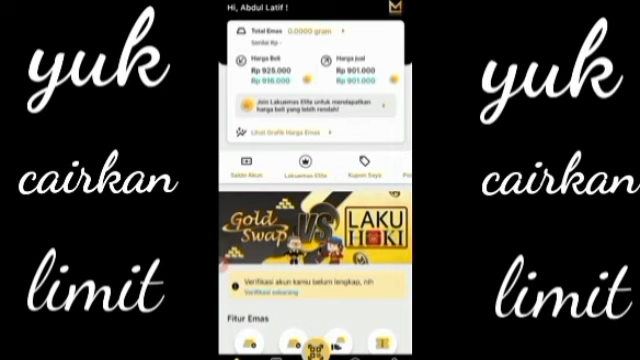 yuk
cairkan
limit
Hi, Abdul Latif !
Total Emas 0.0000 gram
Senilai Rp -
Harga Beli
Rp 925.000
Rp 916.000
Harga jual
Rp 901.000
Rp 901.000
Join Lakuemas Elite untuk mendapatkan
harga beli yang lebih rendah!
Lihat Grafik Harga Emas
Saldo Akun
Lakuemas Elite
Kupon Saya
Gold
Swap
VS
LAKU
HOKI
Verifikasi akun kamu belum lengkap, nih
Verifikasi sekarang
Fitur Emas
yuk
cairkan
limit